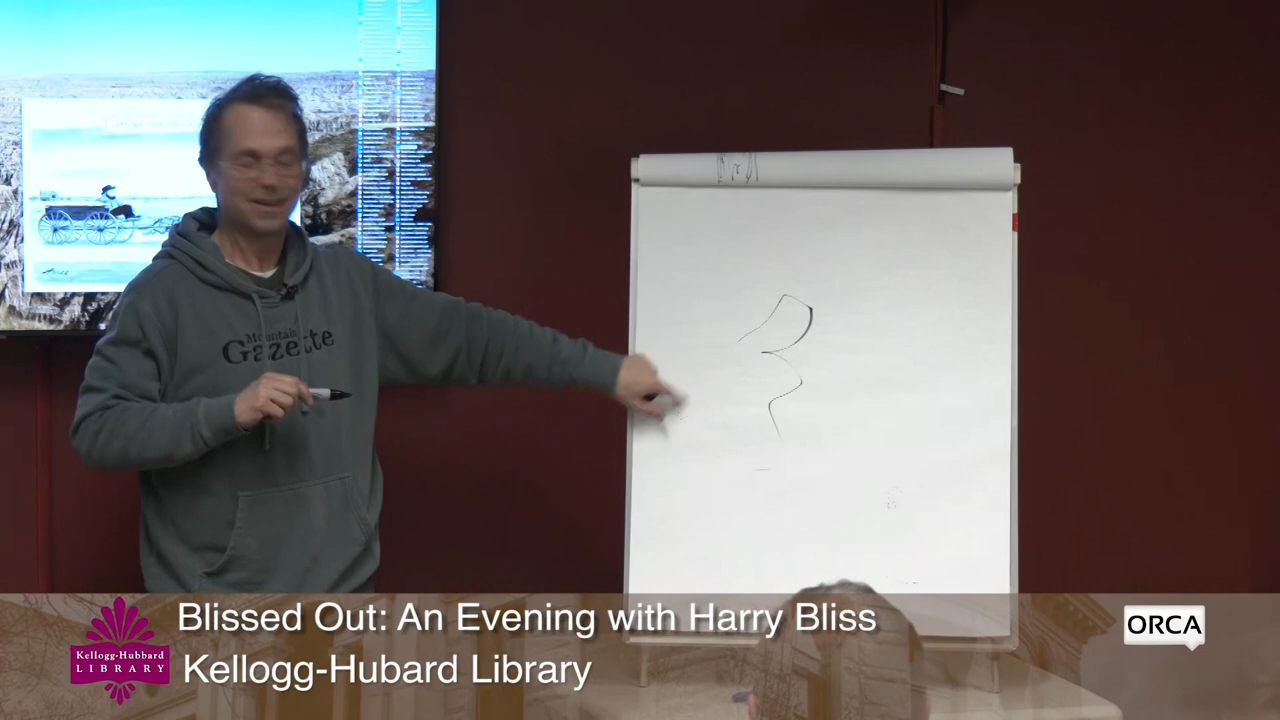 Mountain
Gazette
Blissed Out: An Evening with Harry Bliss
Kellogg-Hubard Library
Kellogg-Hubbard
LIBRARY
ORCA